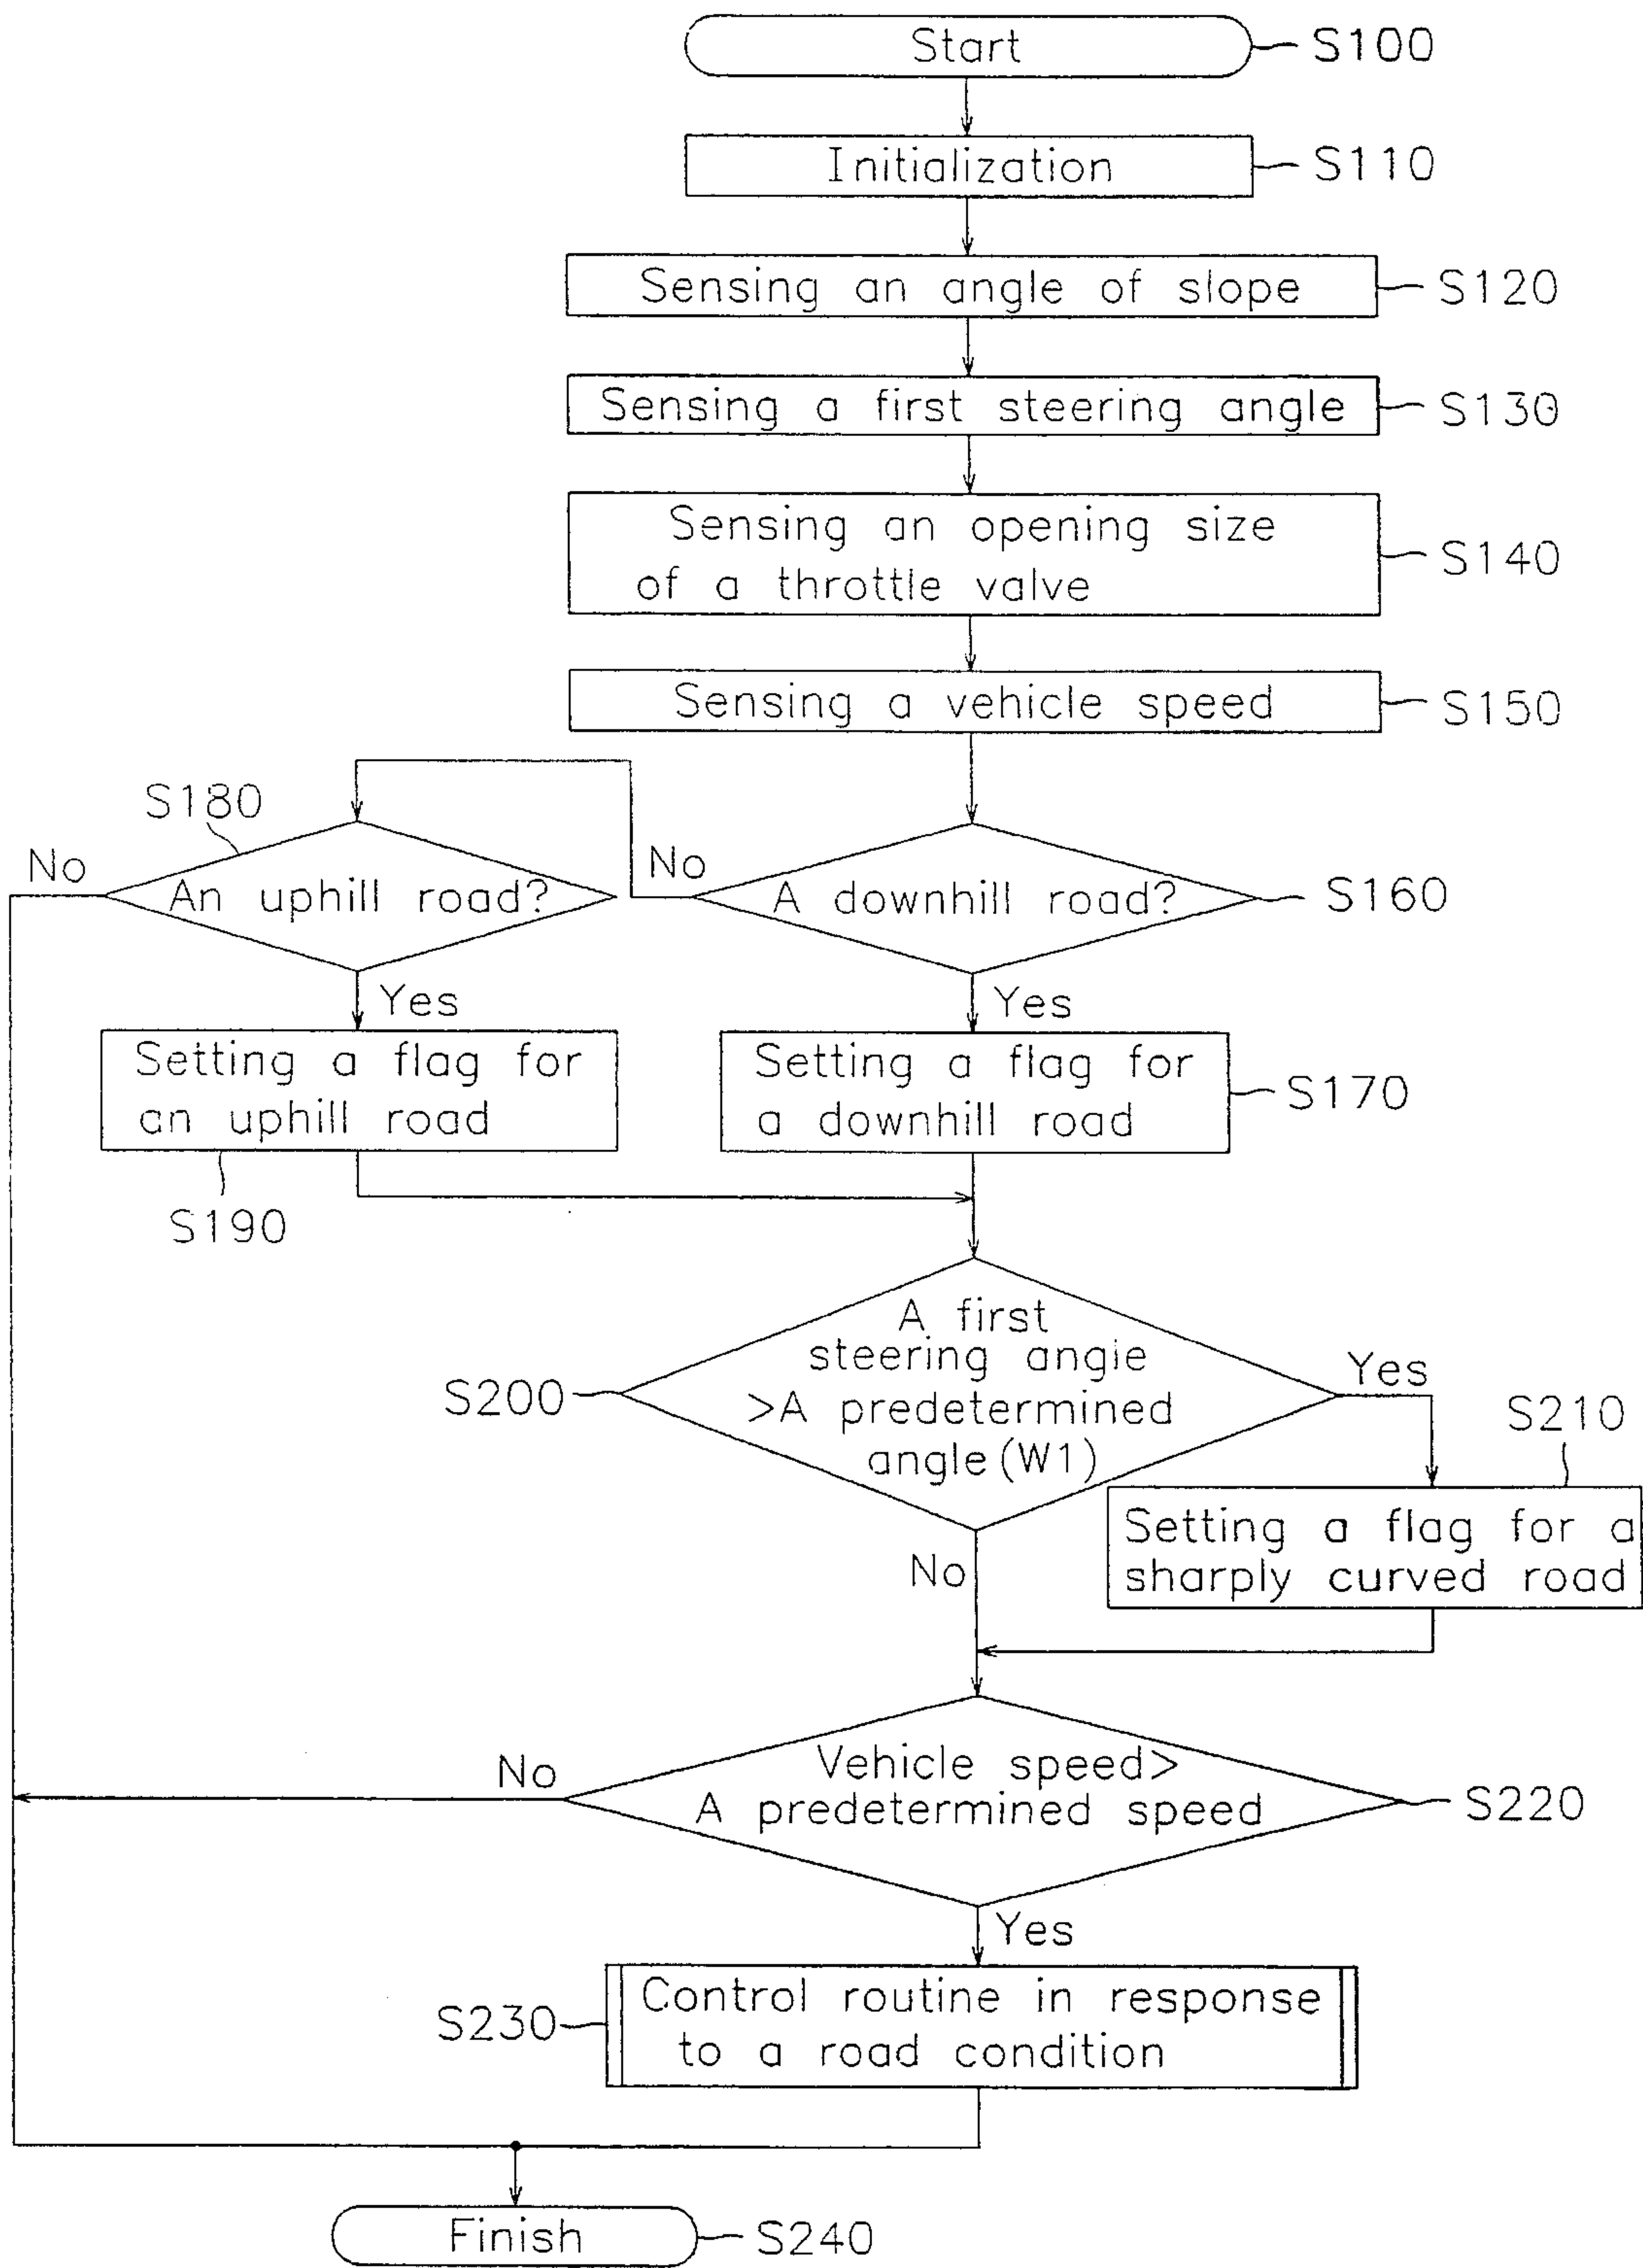 Start
S100
Initialization
S110
Sensing an angle of slope
S120
Sensing a first steering angle
S130
Sensing an opening size
of a throttle valve
S140
Sensing a vehicle speed
S150
S180
No
An uphill road?
No
A downhill road?
S160
Yes
Yes
Setting a flag for
an uphill road
S190
Setting a flag for
a downhill road
S170
A first
steering angle
>A predetermined
angle(W1)
S200
Yes
S210
Setting a flag for a
sharply curved road
No
Vehicle speed>
A predetermined speed
No
S220
Yes
Control routine in response
to a road condition
S230
Finish
S240